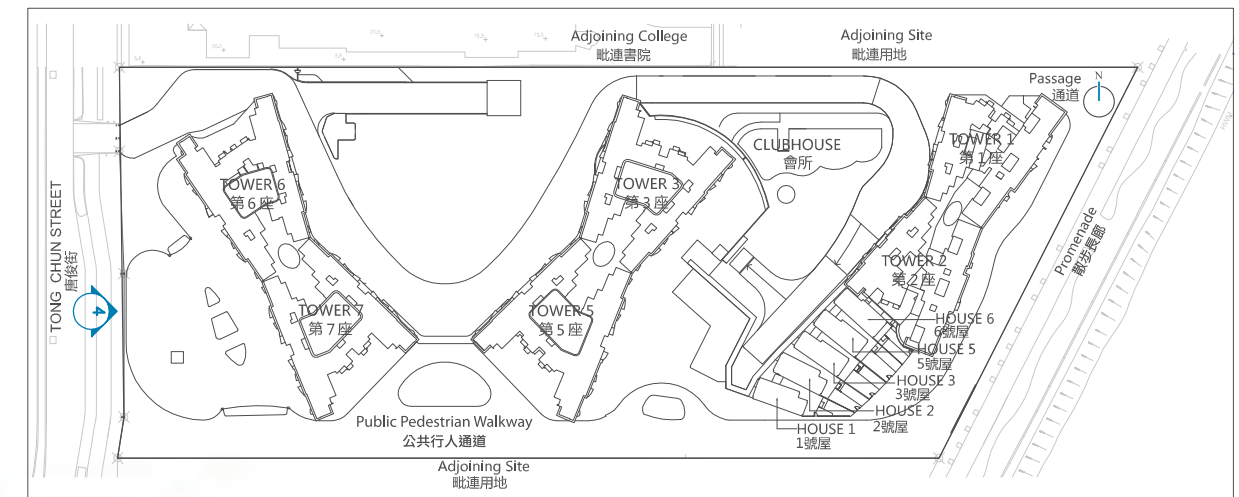 Adjoining College
毗連書院
Adjoining Site
毗連用地
Passage
通道
N
CLUBHOUSE
會所
TOWER 1
第1座
TOWER 6
第6座
TOWER 3
第3座
TONG CHUN STREET
唐俊街
Promenade
散步長廊
TOWER 2
第2座
4
TOWER 7
第7座
TOWER 5
第5座
HOUSE 6
6號屋
HOUSE 5
5號屋
HOUSE 3
3號屋
HOUSE 2
2號屋
HOUSE 1
1號屋
Public Pedestrian Walkway
公共行人通道
Adjoining Site
毗連用地